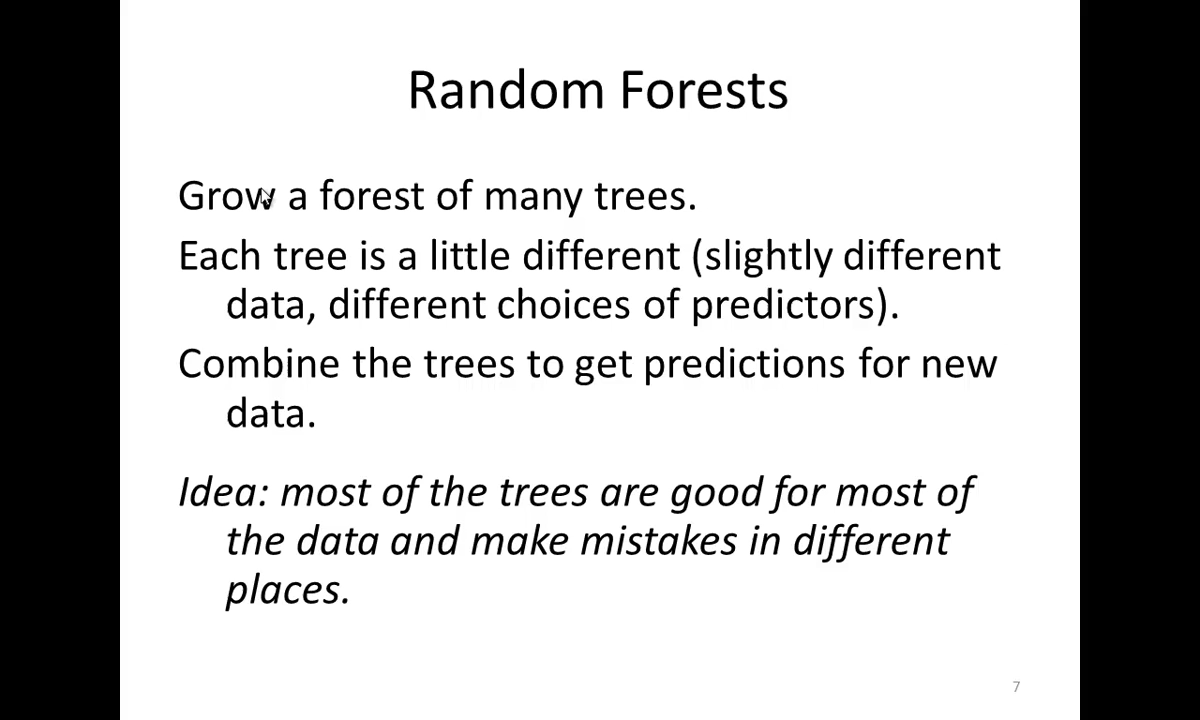 Random Forests
Grow a forest of many trees.
Each tree is a little different (slightly different
data, different choices of predictors).
Combine the trees to get predictions for new
data.
Idea: most of the trees are good for most of
the data and make mistakes in different
places.
7